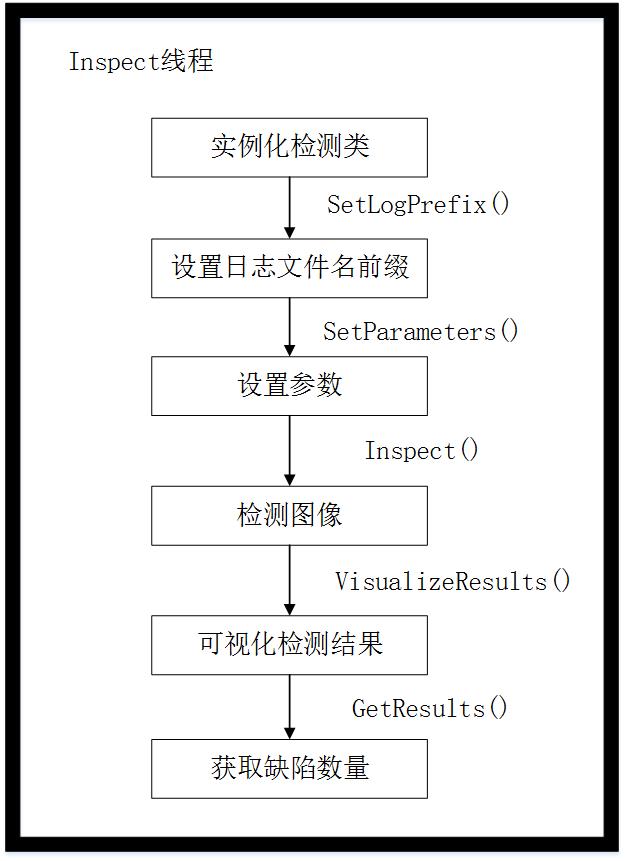 Inspect线程
实例化检测类
SetLogPrefix()
设置日志文件名前缀
SetParameters()
设置参数
Inspect()
检测图像
VisualizeResults()
可视化检测结果
GetResults()
获取缺陷数量